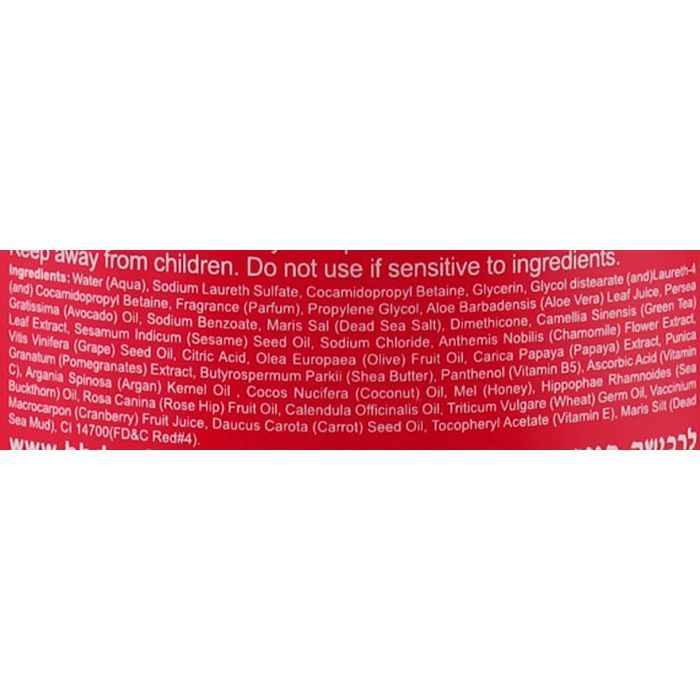 Keep away from children. Do not use if sensitive to ingredients.
Ingredients: Water (Aqua), Sodium Laureth Sulfate, Cocamidopropyl Betaine, Glycerin, Glycol distearate (and)Laureth-4
(and) Cocamidopropyl Betaine, Fragrance (Parfum), Propylene Glycol, Aloe Barbadensis (Aloe Vera) Leaf Juice, Persea
Gratissima (Avocado) Oil, Sodium Benzoate, Maris Sal (Dead Sea Salt), Dimethicone, Camellia Sinensis (Green Tea)
Leaf Extract, Sesamum Indicum (Sesame) Seed Oil, Sodium Chloride, Anthemis Nobilis (Chamomile) Flower Extract,
Vitis Vinifera (Grape) Seed Oil, Citric Acid, Olea Europaea (Olive) Fruit Oil, Carica Papaya (Papaya) Extract, Punica
Granatum (Pomegranates) Extract, Butyrospermum Parkii (Shea Butter), Panthenol (Vitamin B5), Ascorbic Acid (Vitamin
C), Argania Spinosa (Argan) Kernel Oil , Cocos Nucifera (Coconut) Oil, Mel (Honey), Hippophae Rhamnoides (Sea
Buckthorn) Oil, Rosa Canina (Rose Hip) Fruit Oil, Calendula Officinalis Oil, Triticum Vulgare (Wheat) Germ Oil, Vaccinium
Macrocarpon (Cranberry) Fruit Juice, Daucus Carota (Carrot) Seed Oil, Tocopheryl Acetate (Vitamin E), Maris Silt (Dead
Sea Mud), CI 14700(FD&C Red#4).